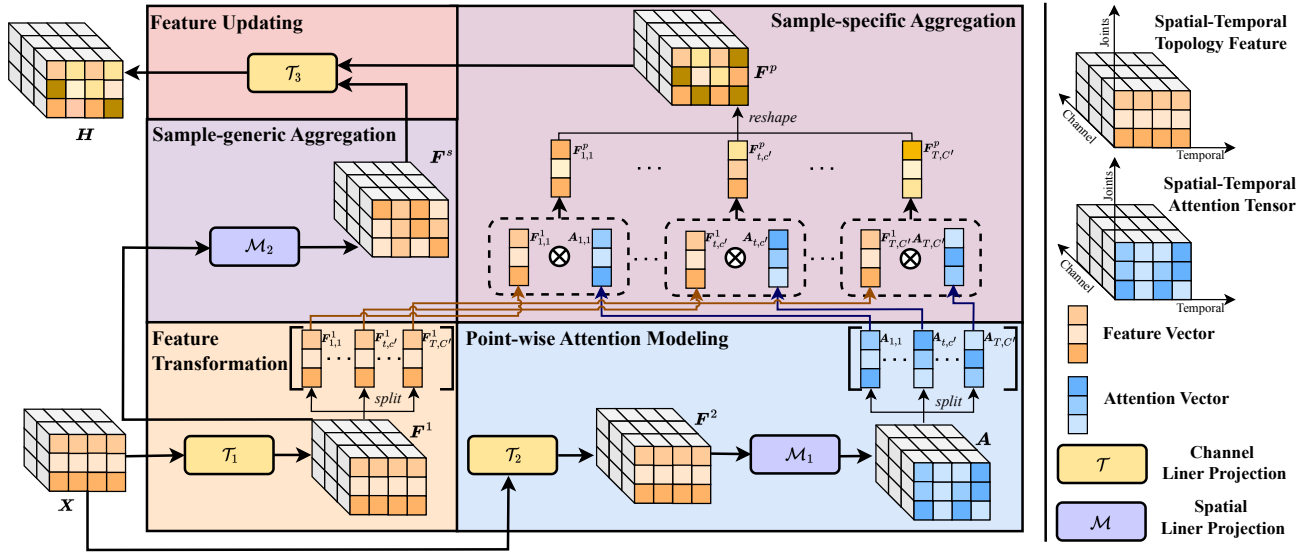 Feature Updating
Sample-specific Aggregation
T₃
H
F^p
reshape
Sample-generic Aggregation
F^s
M₂
F^p_{1,1}
...
F^p_{t,c′}
...
F^p_{T,C′}
F^1_{1,1}
A_{1,1}
...
F^1_{t,c′}
A_{t,c′}
...
F^1_{T,C′}
A_{T,C′}
Feature
Transformation
F^1_{1,1}
...
F^1_{t,c′}
...
F^1_{T,C′}
split
X
T₁
F^1
Point-wise Attention Modeling
A_{1,1}
...
A_{t,c′}
...
A_{T,C′}
split
T₂
F^2
M₁
A
Joints
Spatial-Temporal
Topology Feature
Channel
Temporal
Joints
Spatial-Temporal
Attention Tensor
Channel
Temporal
Feature Vector
Attention Vector
T
Channel
Liner Projection
M
Spatial
Liner Projection